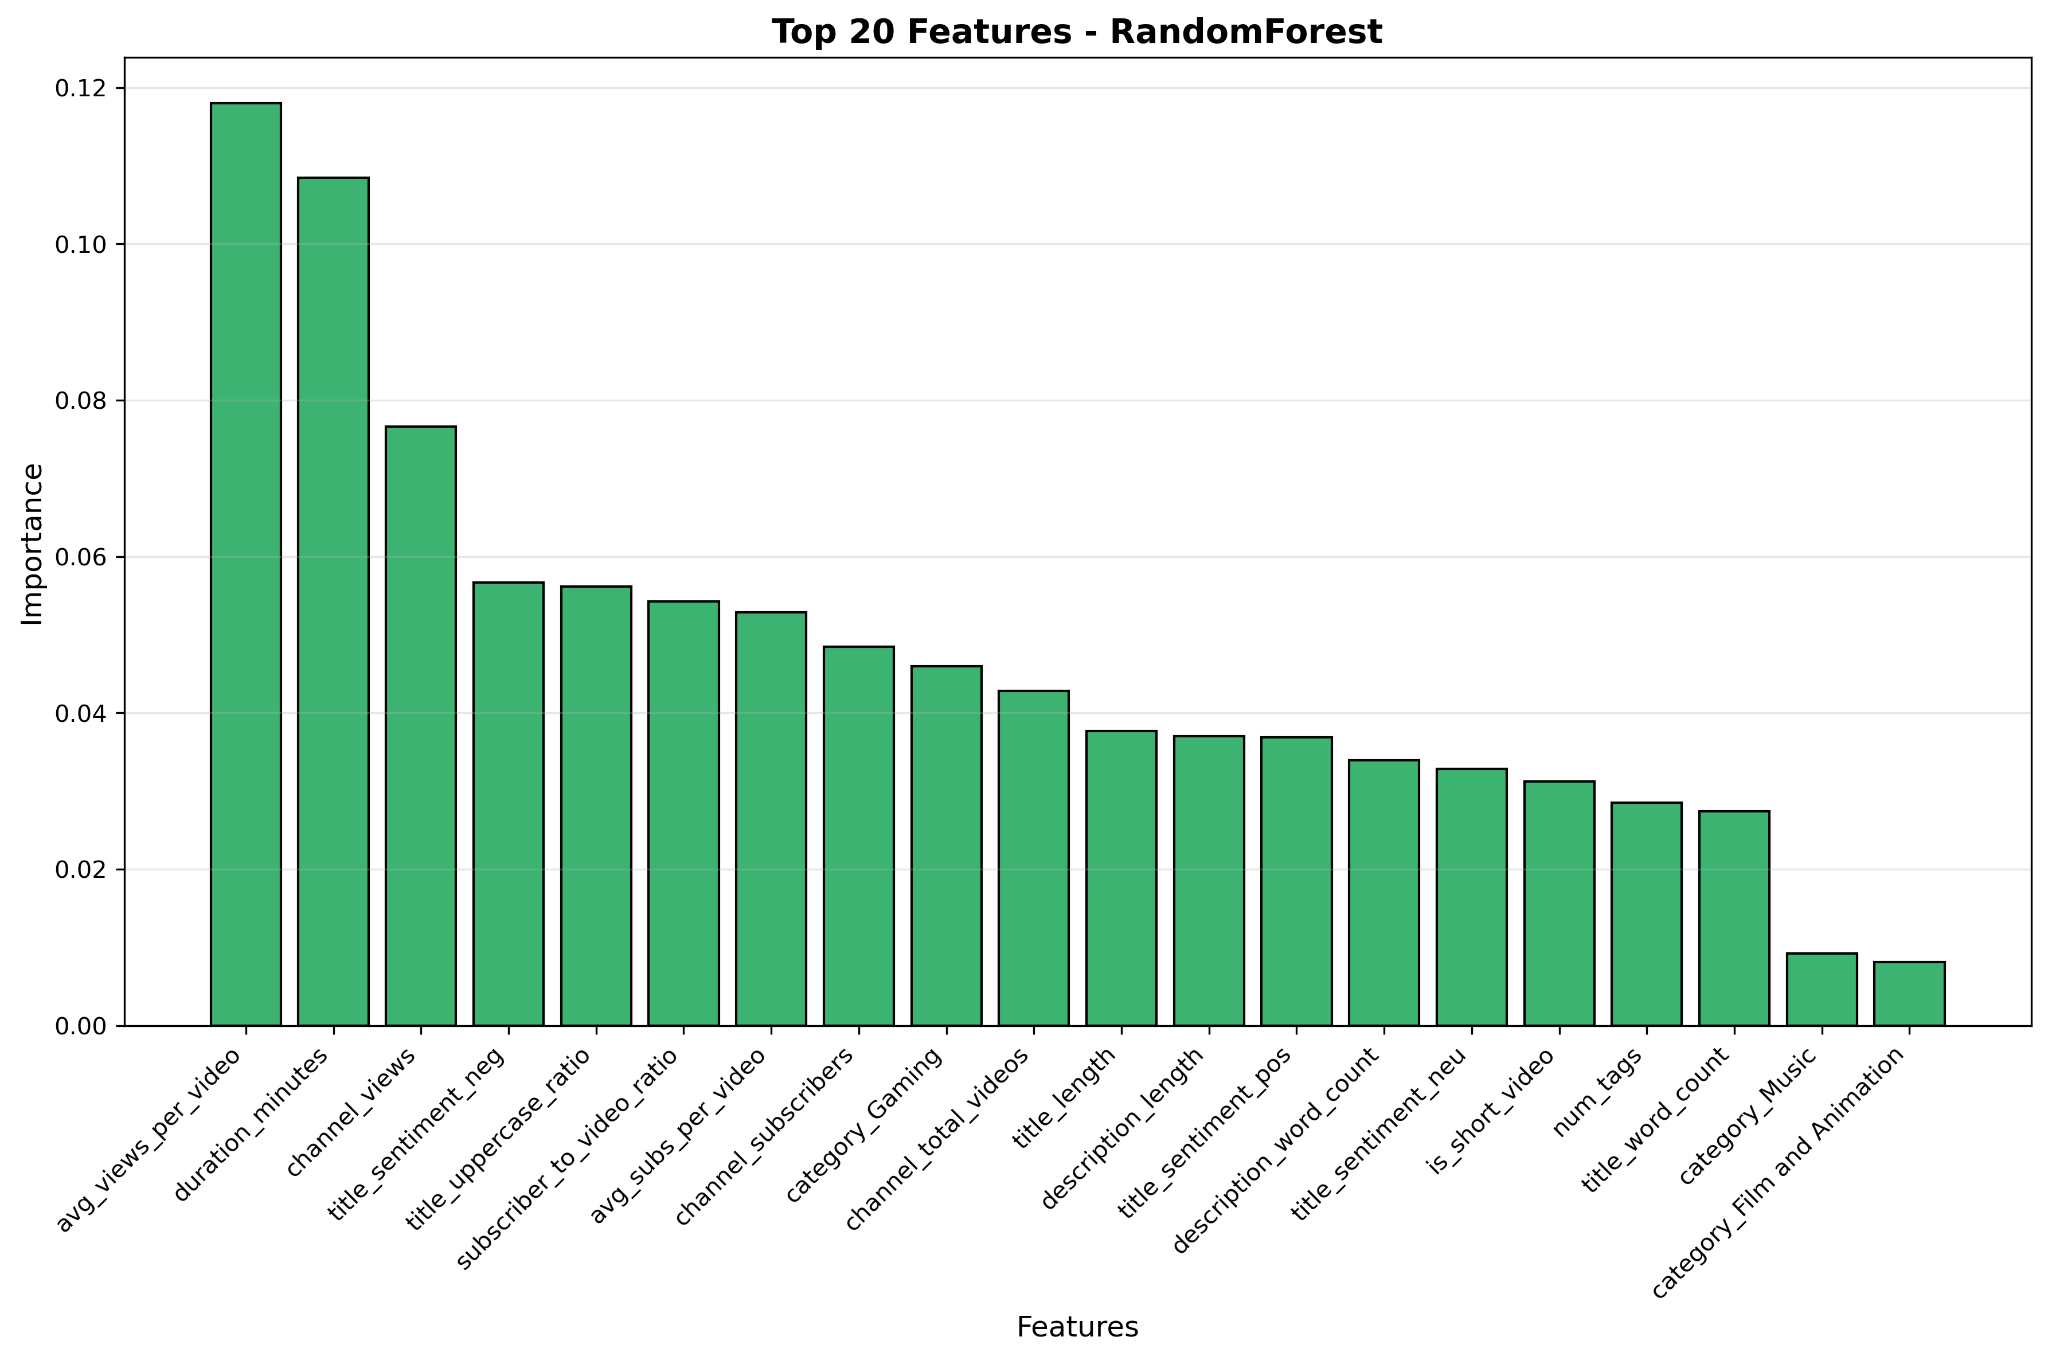 Top 20 Features - RandomForest
0.12
0.10
0.08
0.06
0.04
0.02
0.00
Importance
avg_views_per_video
duration_minutes
channel_views
title_sentiment_neg
title_uppercase_ratio
subscriber_to_video_ratio
avg_subs_per_video
channel_subscribers
category_Gaming
channel_total_videos
title_length
description_length
title_sentiment_pos
description_word_count
title_sentiment_neu
is_short_video
num_tags
title_word_count
category_Music
category_Film and Animation
Features